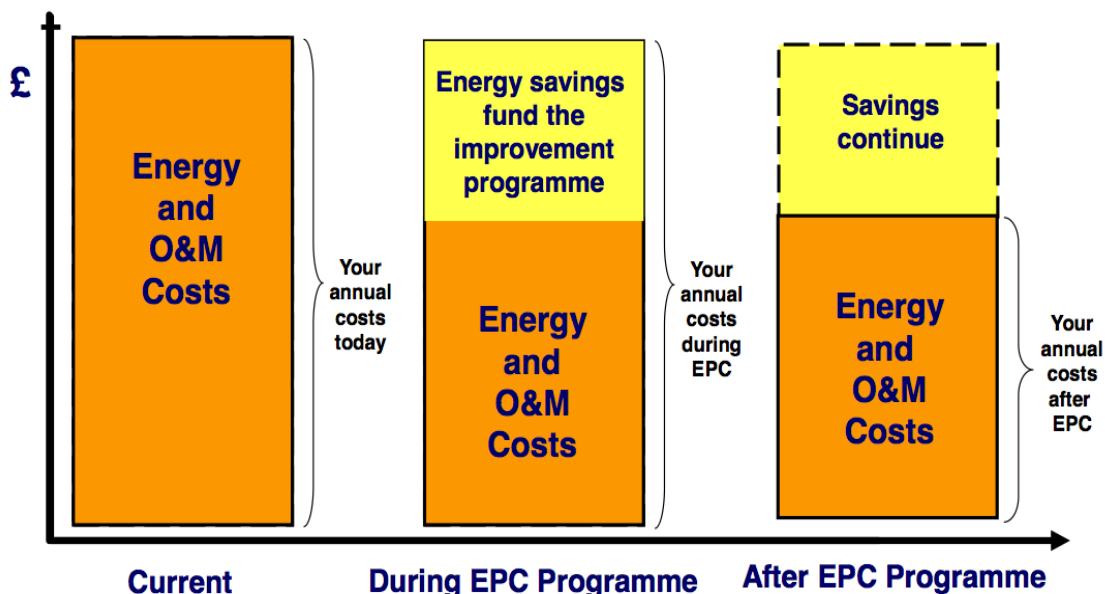 £
Energy
and
O&M
Costs
Your
annual
costs
today
Energy savings
fund the
improvement
programme
Energy
and
O&M
Costs
Your
annual
costs
during
EPC
Savings
continue
Energy
and
O&M
Costs
Your
annual
costs
after
EPC
Current
During EPC Programme
After EPC Programme